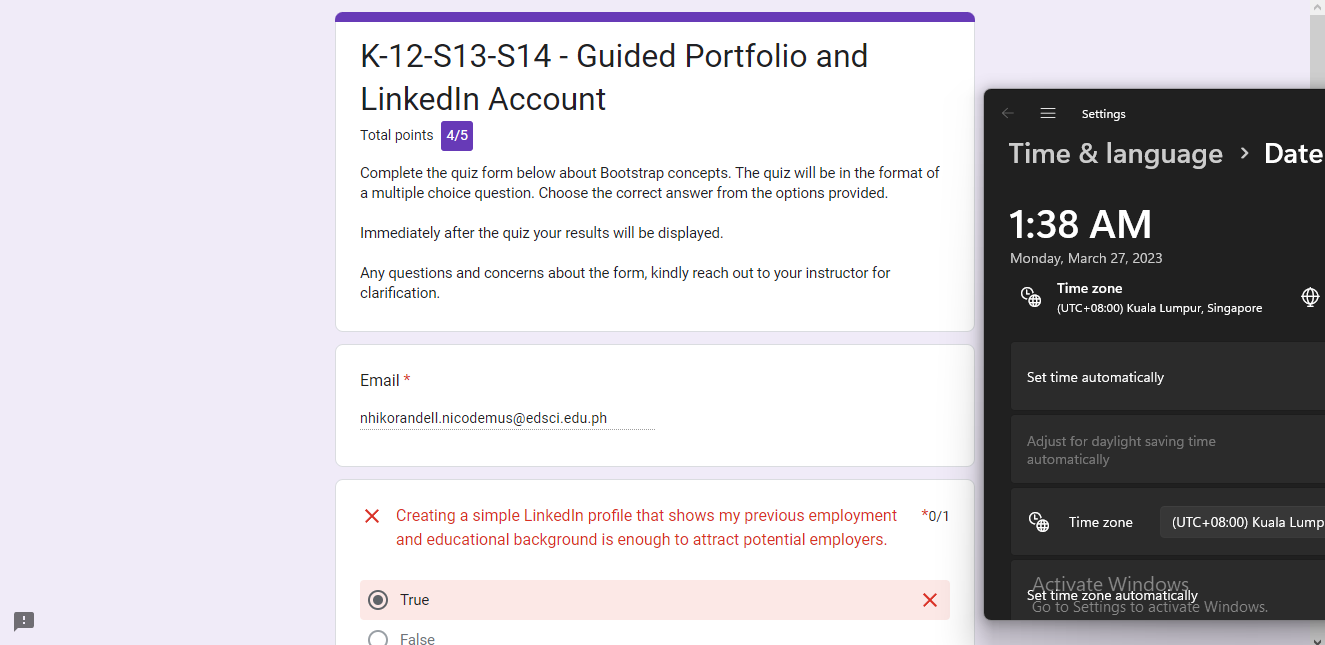 K-12-S13-S14 - Guided Portfolio and
LinkedIn Account
Total points 4/5
Complete the quiz form below about Bootstrap concepts. The quiz will be in the format of
a multiple choice question. Choose the correct answer from the options provided.
Immediately after the quiz your results will be displayed.
Any questions and concerns about the form, kindly reach out to your instructor for
clarification.
Email *
nhikorandell.nicodemus@edsci.edu.ph
Creating a simple LinkedIn profile that shows my previous employment
and educational background is enough to attract potential employers.
*0/1
True
False
Settings
Time & language > Date
1:38 AM
Monday, March 27, 2023
Time zone
(UTC+08:00) Kuala Lumpur, Singapore
Set time automatically
Adjust for daylight saving time
automatically
Time zone
(UTC+08:00) Kuala Lump
Activate Windows
Set time zone automatically
Go to Settings to activate Windows.